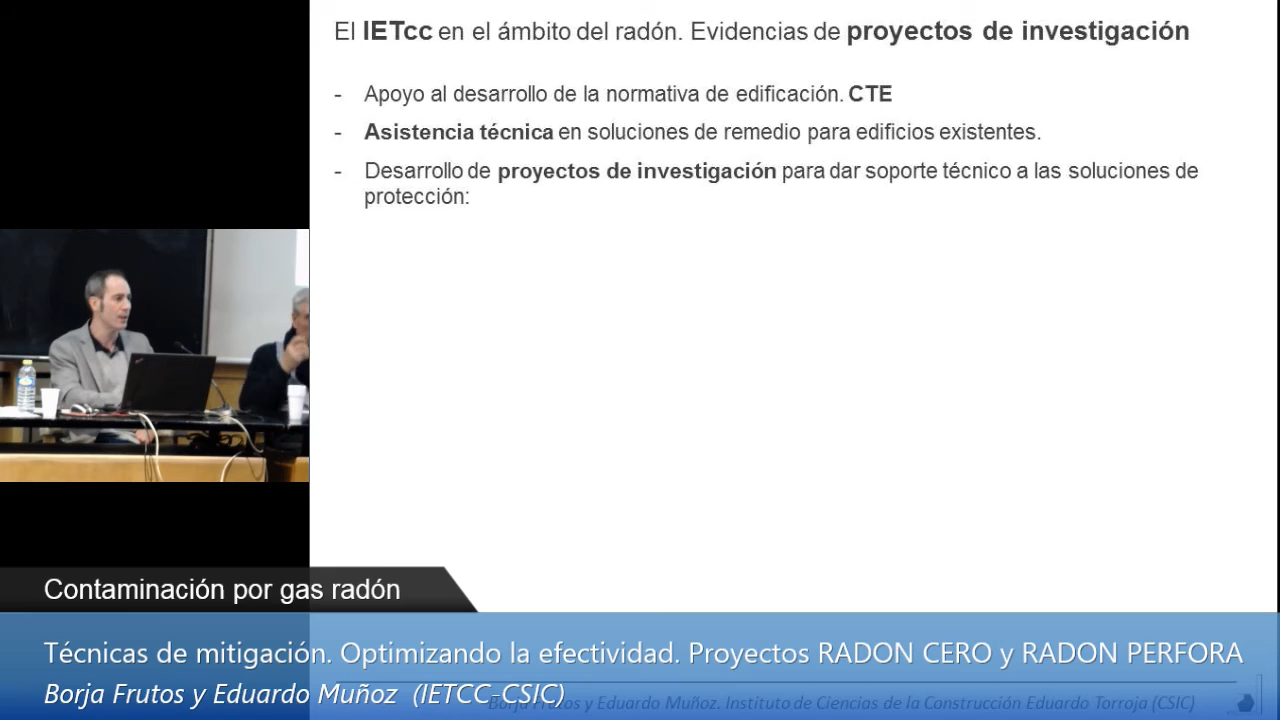 El IETcc en el ámbito del radón. Evidencias de proyectos de investigación
- Apoyo al desarrollo de la normativa de edificación. CTE
- Asistencia técnica en soluciones de remedio para edificios existentes.
- Desarrollo de proyectos de investigación para dar soporte técnico a las soluciones de
protección:
Contaminación por gas radón
Técnicas de mitigación. Optimizando la efectividad. Proyectos RADON CERO y RADON PERFORA
Borja Frutos y Eduardo Muñoz (IETCC-CSIC)
Borja Frutos y Eduardo Muñoz. Instituto de Ciencias de la Construcción Eduardo Torroja (CSIC)